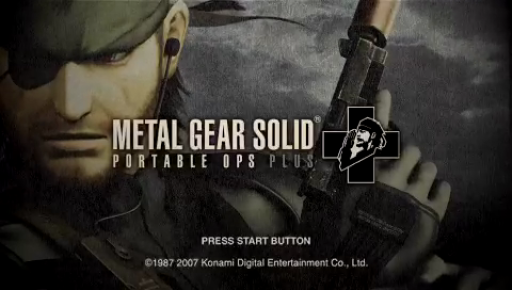 METAL GEAR SOLID®
PORTABLE OPS PLUS
PRESS START BUTTON
©1987 2007 Konami Digital Entertainment Co., Ltd.